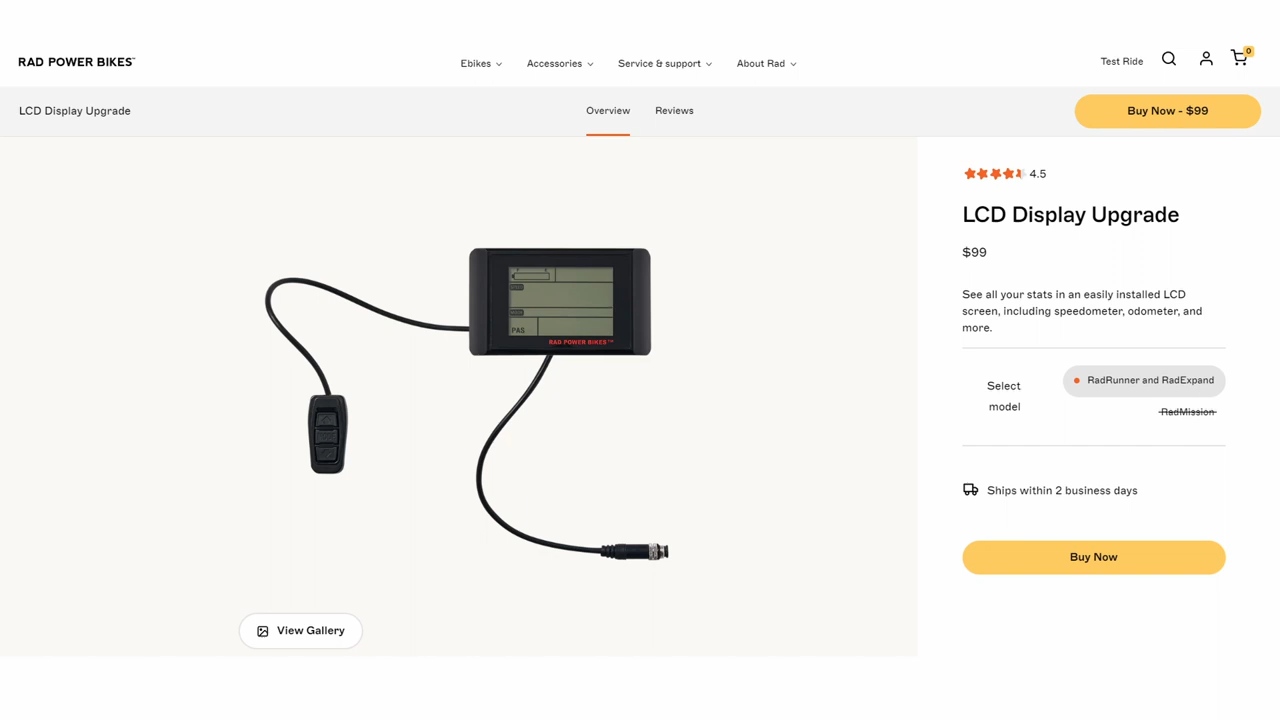 RAD POWER BIKES™
Ebikes
Accessories
Service & support
About Rad
Test Ride
0
LCD Display Upgrade
Overview
Reviews
Buy Now - $99
PAS
RAD POWER BIKES™
View Gallery
4.5
LCD Display Upgrade
$99
See all your stats in an easily installed LCD
screen, including speedometer, odometer, and
more.
Select
model
RadRunner and RadExpand
RadMission
Ships within 2 business days
Buy Now